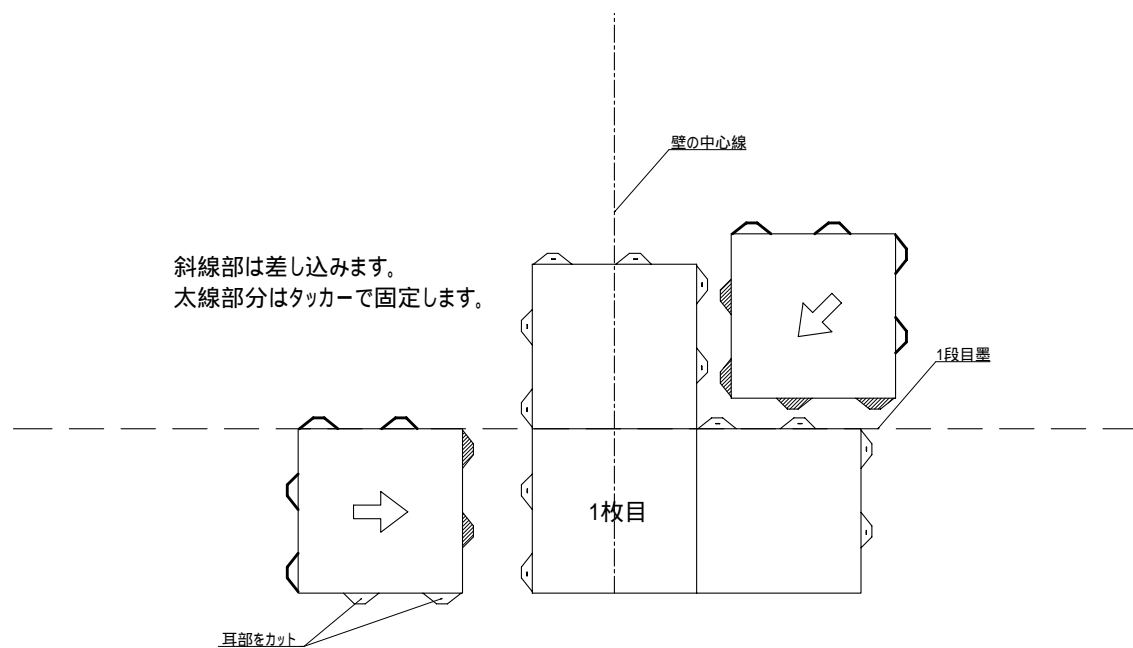 壁の中心線
斜線部は差し込みます。
太線部分はタッカーで固定します。
1段目墨
1枚目
耳部をカット